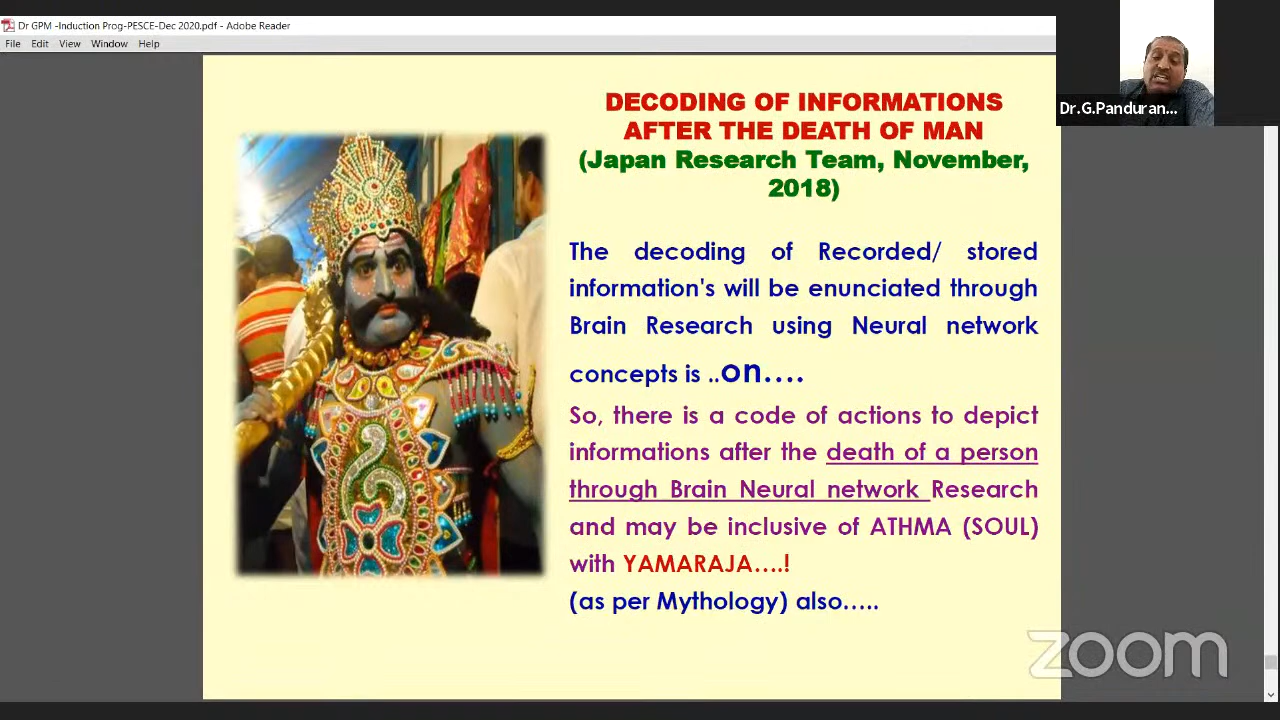 Dr GPM -Induction Prog-PESCE-Dec 2020.pdf - Adobe Reader
File Edit View Window Help
Dr.G.Panduran...
DECODING OF INFORMATIONS
AFTER THE DEATH OF MAN
(Japan Research Team, November,
2018)
The decoding of Recorded/ stored
information's will be enunciated through
Brain Research using Neural network
concepts is ..on....
So, there is a code of actions to depict
informations after the death of a person
through Brain Neural network Research
and may be inclusive of ATHMA (SOUL)
with YAMARAJA....!
(as per Mythology) also.....
zoom